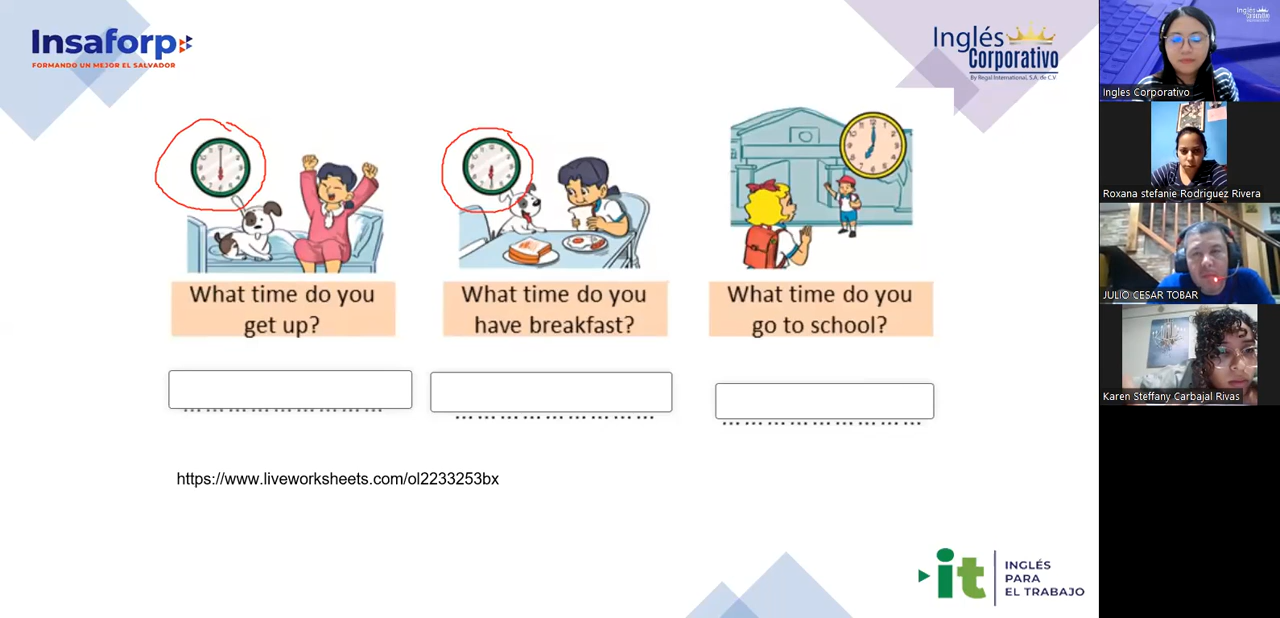 Insaforp
FORMANDO UN MEJOR EL SALVADOR
Inglés
Corporativo
By Regal International, S.A. de C.V
What time do you
get up?
What time do you
have breakfast?
What time do you
go to school?
https://www.liveworksheets.com/ol2233253bx
it
INGLÉS
PARA
EL TRABAJO
Ingles Corporativo
Roxana stefanie Rodriguez Rivera
JULIO CESAR TOBAR
Karen Steffany Carbajal Rivas